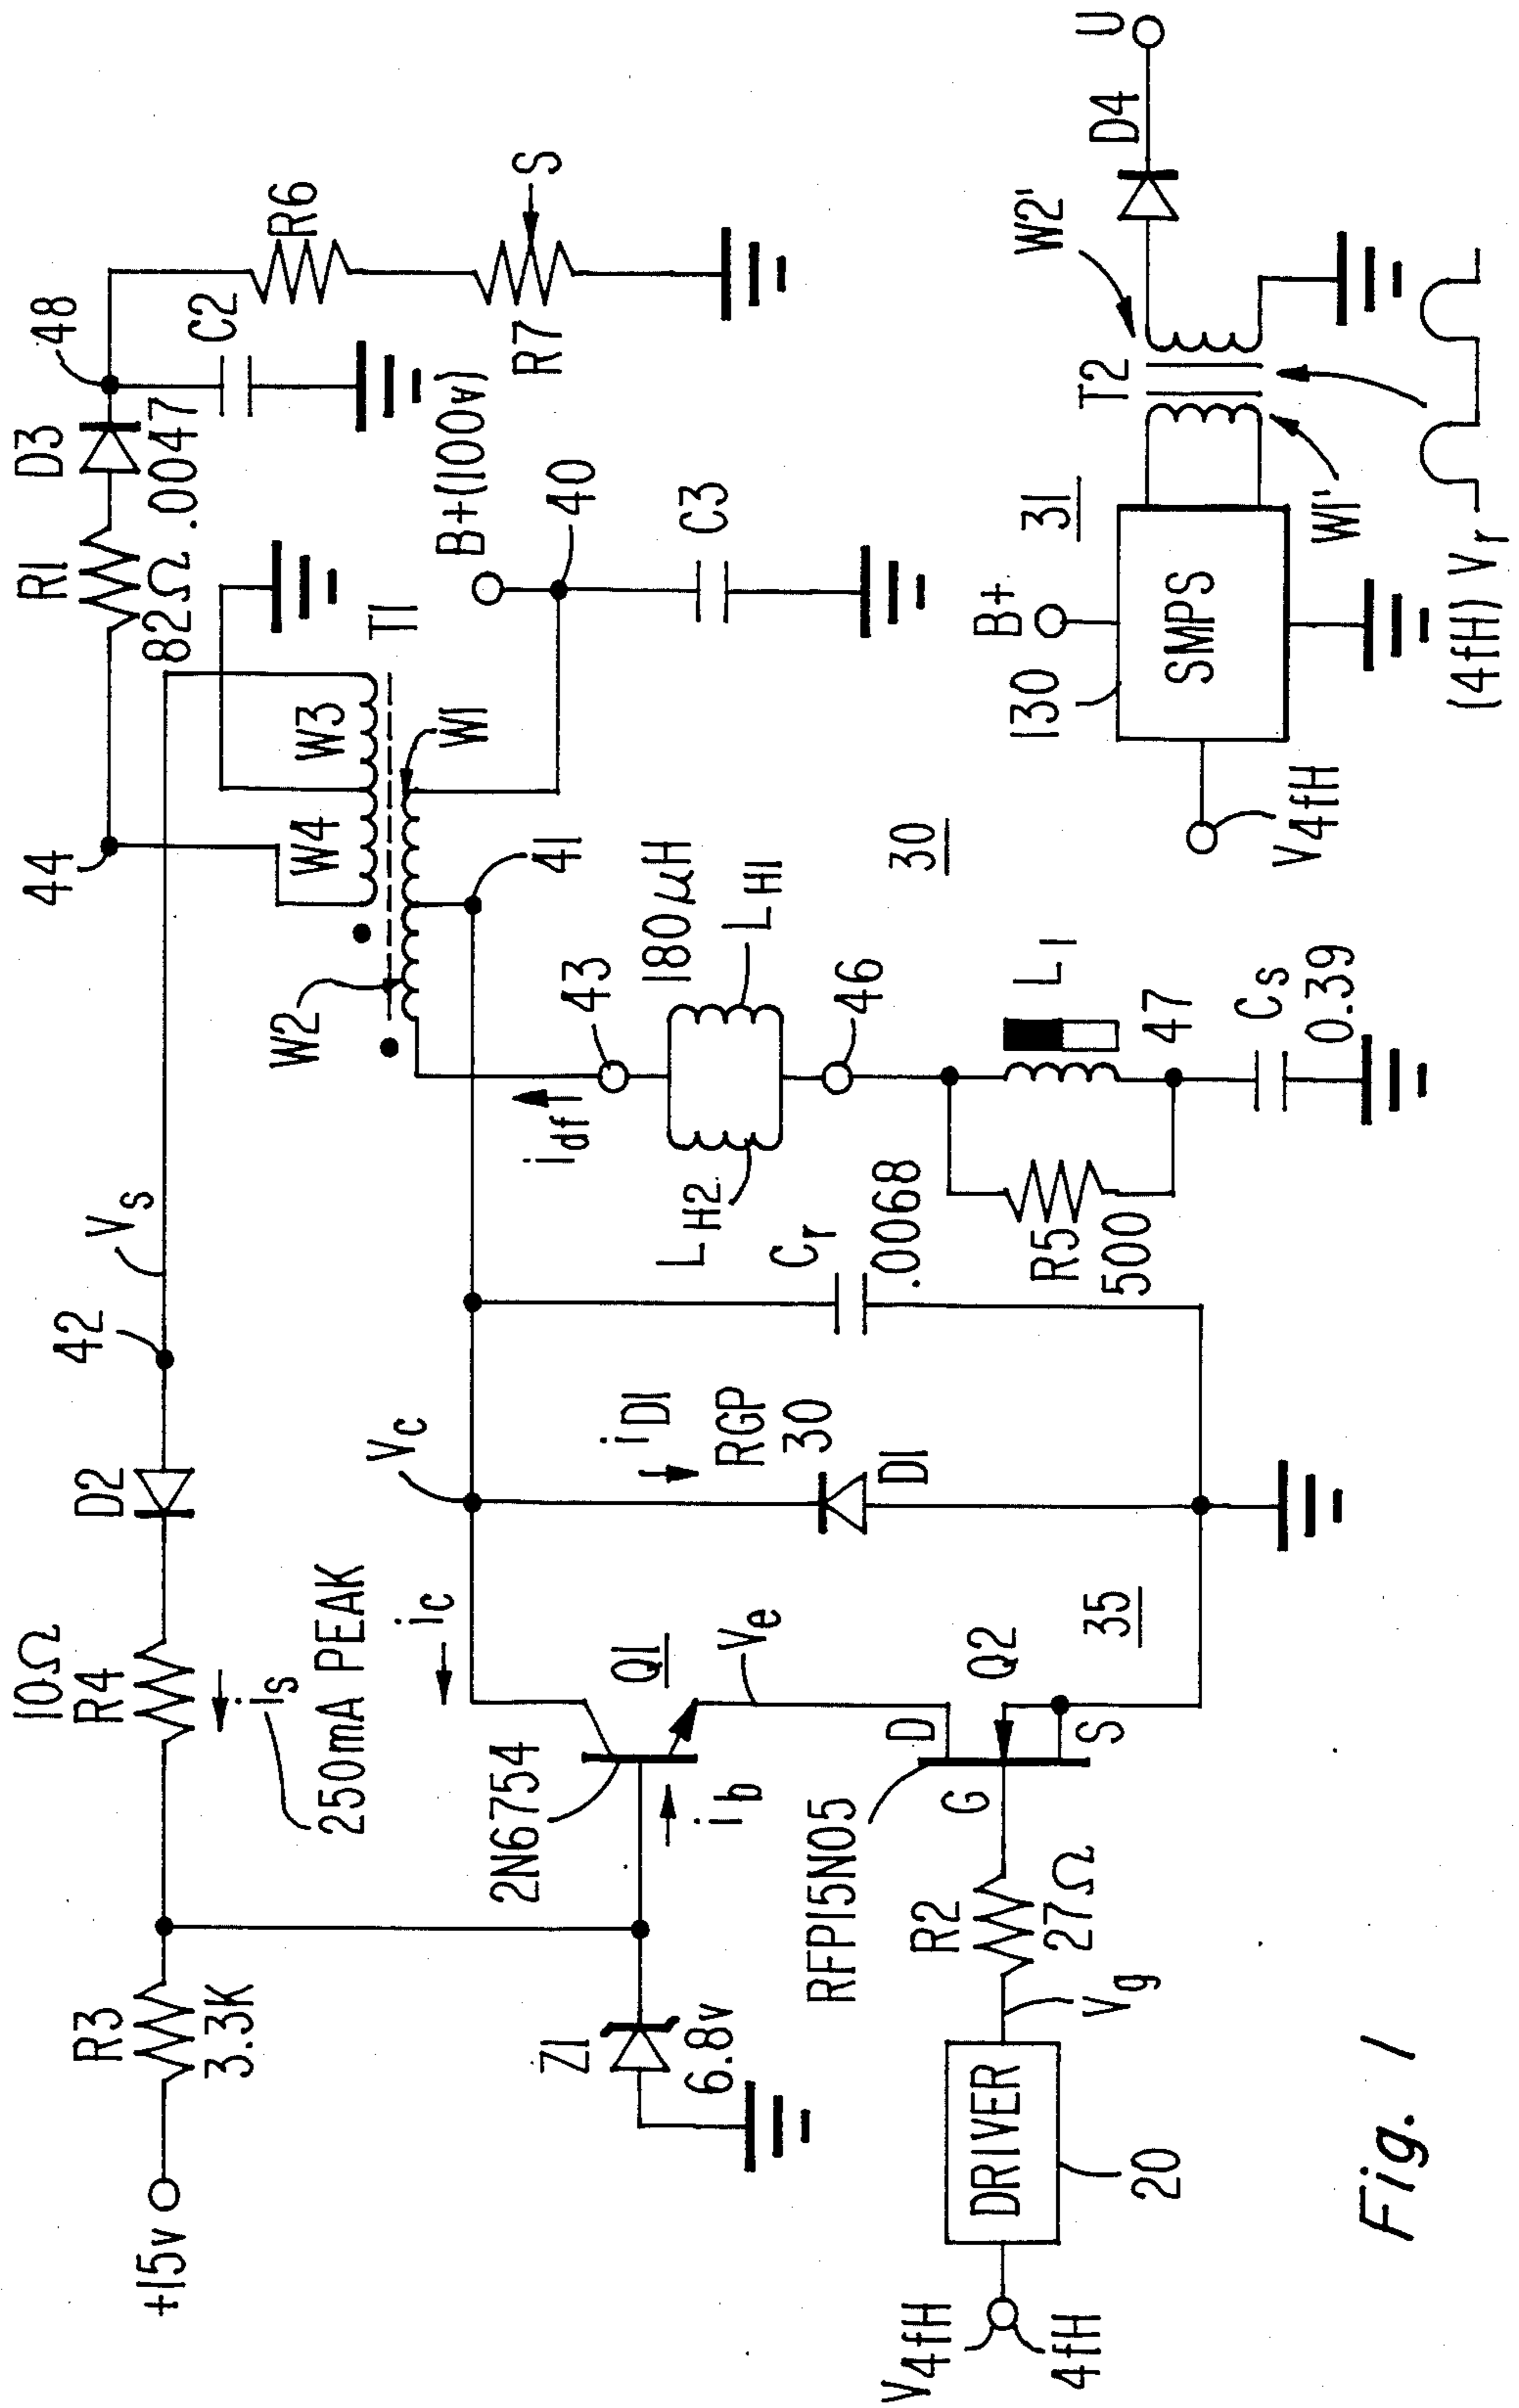 +15v
R3
3.3K
10Ω
R4
is
250mA PEAK
D2
42
Vs
44
R1
82Ω
D3
.0047
48
C2
R6
R7
S
W4
W3
T1
W2
W1
41
B+(100v)
40
C3
Vc
ic
2N6754
Q1
ib
Z1
6.8v
Ve
iD1
RGP
30
D1
Cr
.0068
idf
43
180µH
LH1
LH2
46
R5
500
L1
47
Cs
0.39
30
V4fH
4fH
DRIVER
20
Vg
R2
27Ω
RFP15N05
G
D
S
Q2
35
V4fH
130
B+
SMPS
31
W1'
T2
W2'
D4
U
(4fH) Vr
Fig. 1